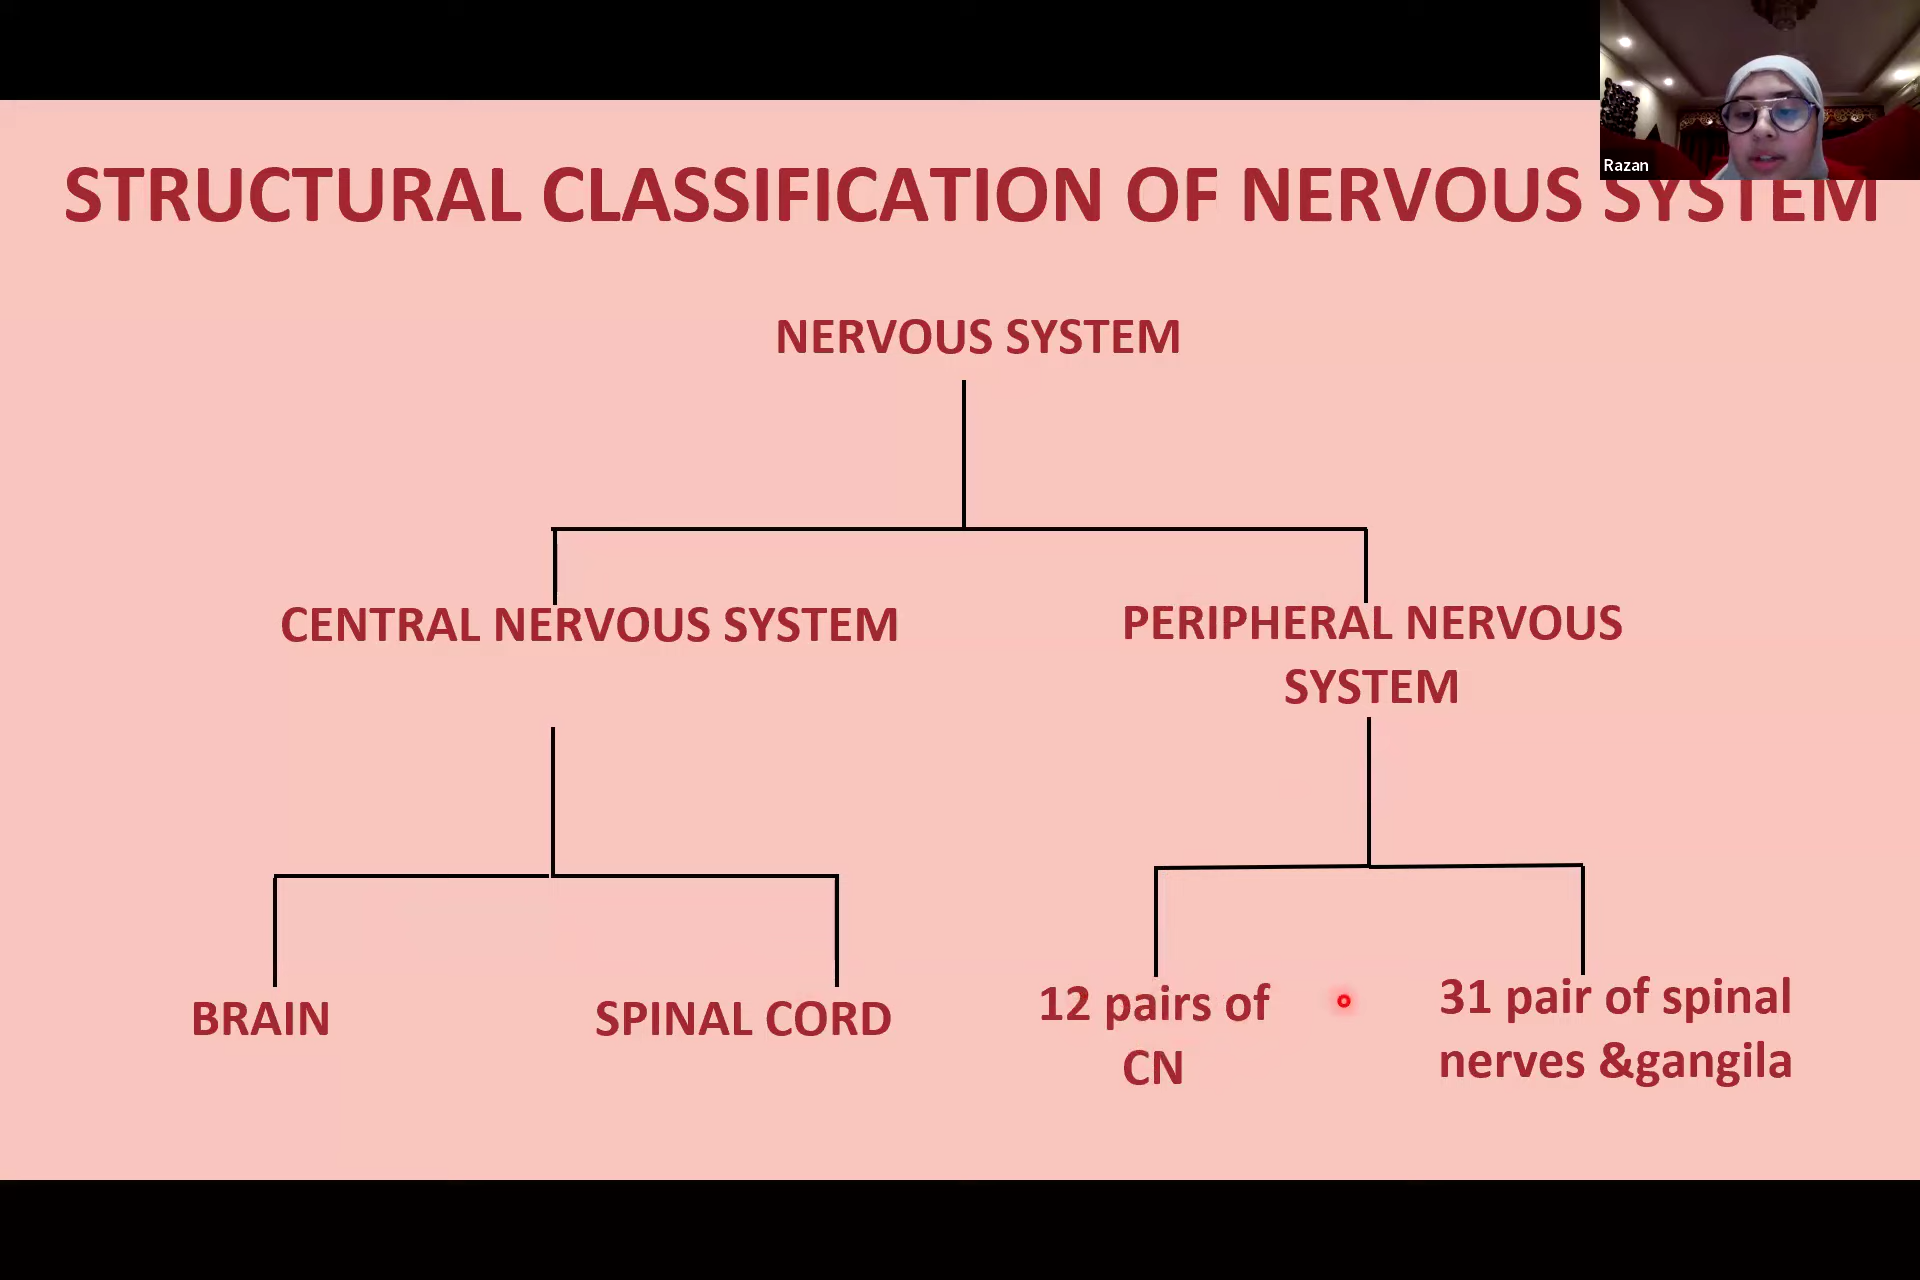 Razan
STRUCTURAL CLASSIFICATION OF NERVOUS SYSTEM
NERVOUS SYSTEM
CENTRAL NERVOUS SYSTEM
PERIPHERAL NERVOUS
SYSTEM
BRAIN
SPINAL CORD
12 pairs of
CN
31 pair of spinal
nerves &gangila